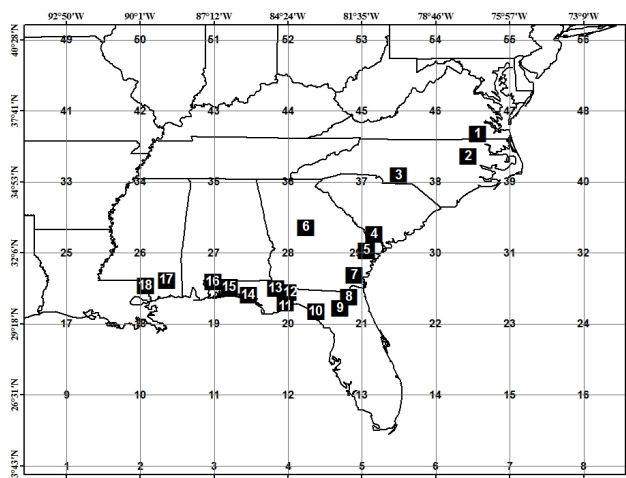 92°50'W 90°1'W 87°12'W 84°24'W 81°35'W 78°46'W 75°57'W 73°9'W
40°28'N
49 50 51 52 53 54 55 56
37°41'N
41 42 43 44 45 46 47 48
1
2
3
34°53'N
33 34 35 36 37 38 39 40
6
4
5
32°6'N
25 26 27 28 29 30 31 32
7
18 17 16 15 14 13 12
11 10 9 8
29°18'N
17 18 19 20 21 22 23 24
26°31'N
9 10 11 12 13 14 15 16
3°43'N
1 2 3 4 5 6 7 8